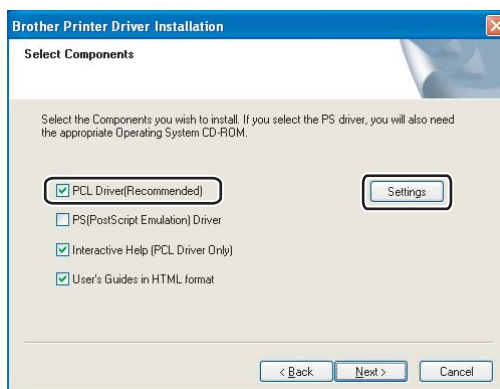 Brother Printer Driver Installation
Select Components
Select the Components you wish to install. If you select the PS driver, you will also need
the appropriate Operating System CD-ROM.
PCL Driver(Recommended)
Settings
PS(PostScript Emulation) Driver
Interactive Help (PCL Driver Only)
User's Guides in HTML format
< Back
Next >
Cancel